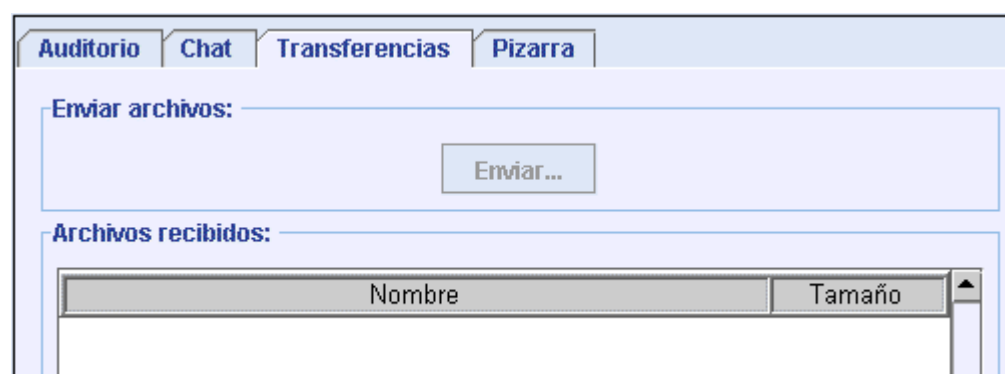 Auditorio Chat Transferencias Pizarra
Enviar archivos:
Enviar...
Archivos recibidos:
Nombre Tamaño